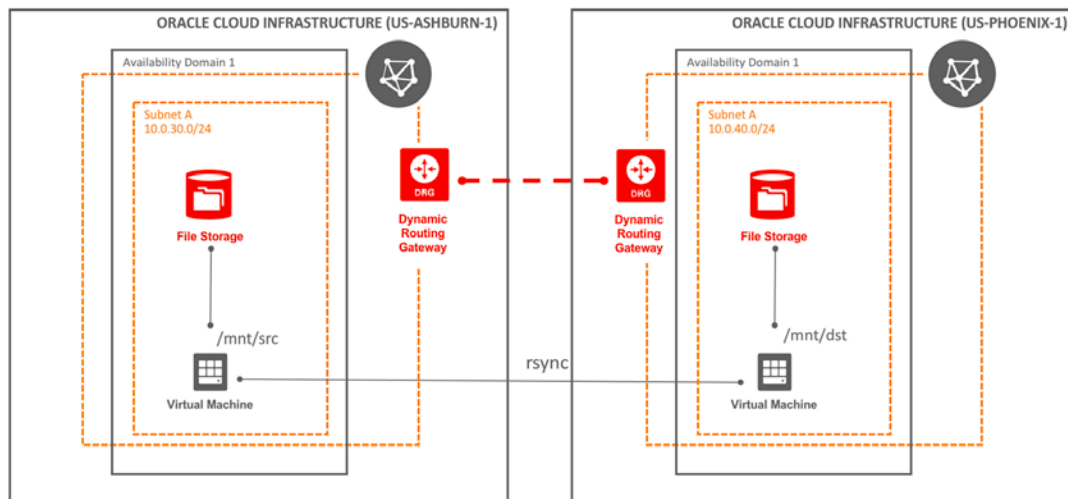 ORACLE CLOUD INFRASTRUCTURE (US-ASHBURN-1)
Availability Domain 1
Subnet A
10.0.30.0/24
File Storage
/mnt/src
Virtual Machine
DRG
Dynamic
Routing
Gateway
rsync
ORACLE CLOUD INFRASTRUCTURE (US-PHOENIX-1)
Availability Domain 1
Subnet A
10.0.40.0/24
DRG
Dynamic
Routing
Gateway
File Storage
/mnt/dst
Virtual Machine